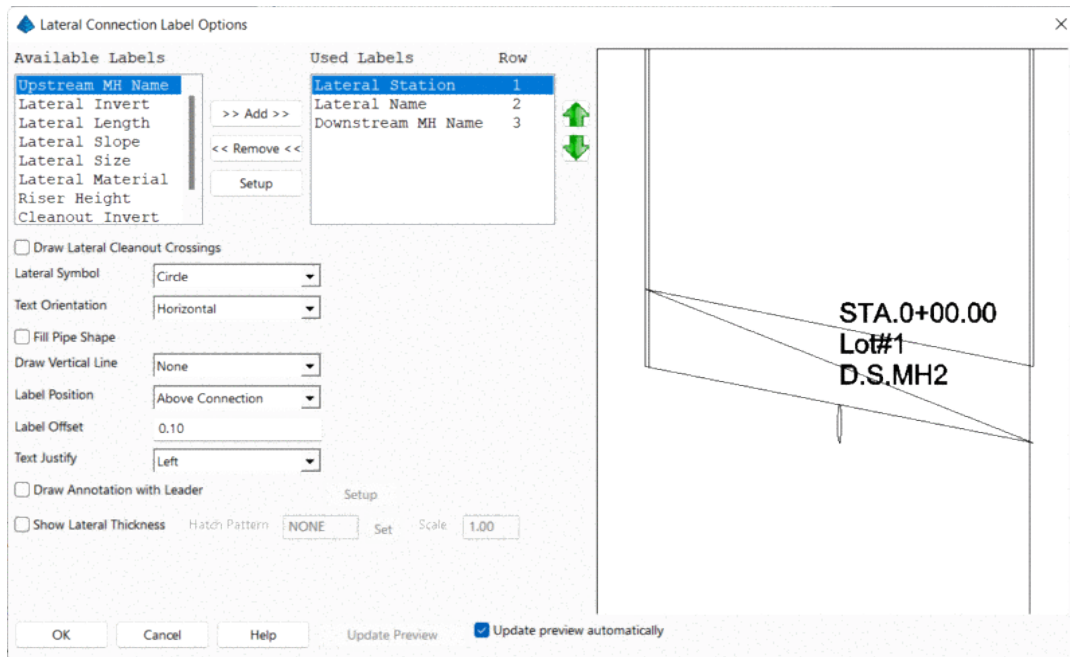 Lateral Connection Label Options
Available Labels
Upstream MH Name
Lateral Invert
Lateral Length
Lateral Slope
Lateral Size
Lateral Material
Riser Height
Cleanout Invert
>> Add >>
<< Remove <<
Setup
Used Labels Row
Lateral Station 1
Lateral Name 2
Downstream MH Name 3
Draw Lateral Cleanout Crossings
Lateral Symbol Circle
Text Orientation Horizontal
Fill Pipe Shape
Draw Vertical Line None
Label Position Above Connection
Label Offset 0.10
Text Justify Left
Draw Annotation with Leader Setup
Show Lateral Thickness Hatch Pattern NONE Set Scale 1.00
OK Cancel Help Update Preview Update preview automatically
STA.0+00.00
Lot#1
D.S.MH2